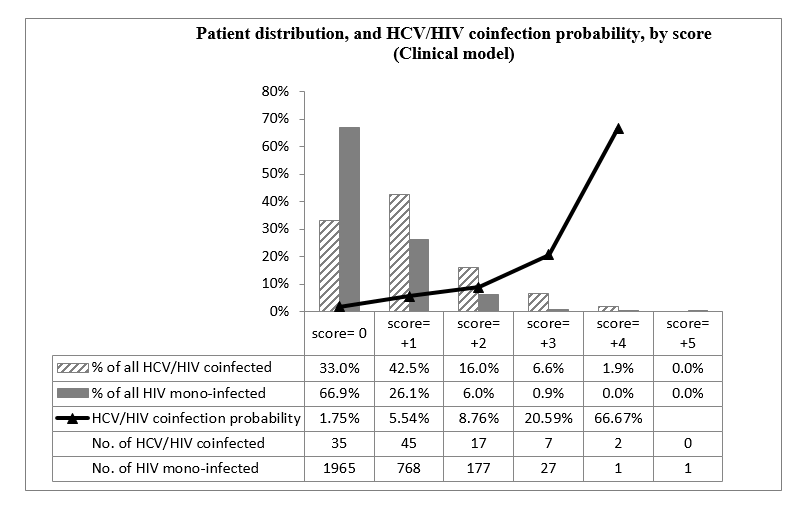 Patient distribution, and HCV/HIV coinfection probability, by score
(Clinical model)
80%
70%
60%
50%
40%
30%
20%
10%
0%
score= 0 score= +1 score= +2 score= +3 score= +4 score= +5
% of all HCV/HIV coinfected 33.0% 42.5% 16.0% 6.6% 1.9% 0.0%
% of all HIV mono-infected 66.9% 26.1% 6.0% 0.9% 0.0% 0.0%
HCV/HIV coinfection probability 1.75% 5.54% 8.76% 20.59% 66.67%
No. of HCV/HIV coinfected 35 45 17 7 2 0
No. of HIV mono-infected 1965 768 177 27 1 1